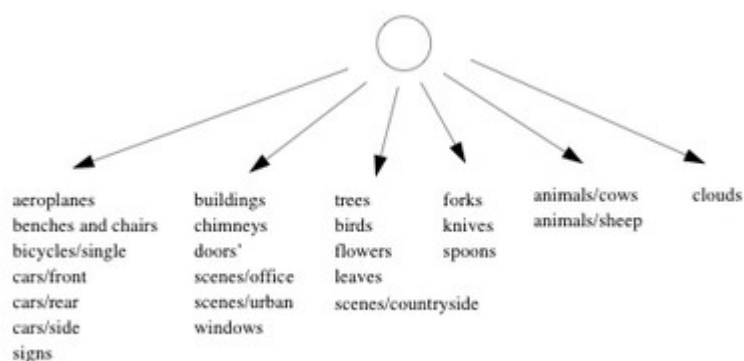 aeroplanes
benches and chairs
bicycles/single
cars/front
cars/rear
cars/side
signs
buildings
chimneys
doors'
scenes/office
scenes/urban
windows
trees
birds
flowers
leaves
scenes/countryside
forks
knives
spoons
animals/cows
animals/sheep
clouds